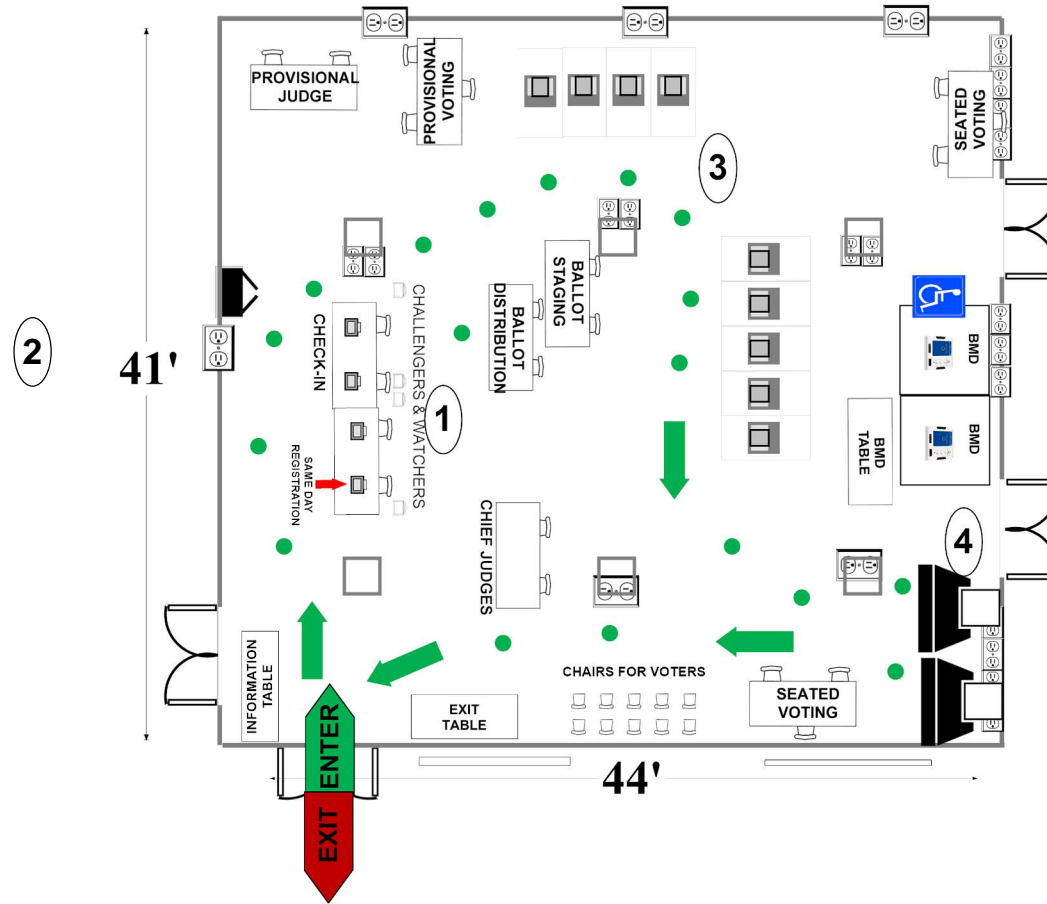 PROVISIONAL
JUDGE
PROVISIONAL
VOTING
SEATED
VOTING
3
2
41'
CHECK-IN
CHALLENGERS & WATCHERS
1
BALLOT
DISTRIBUTION
BALLOT
STAGING
BMD
BMD
BMD
TABLE
SAME DAY
REGISTRATION
CHIEF JUDGES
4
INFORMATION
TABLE
CHAIRS FOR VOTERS
EXIT
TABLE
SEATED
VOTING
ENTER
EXIT
44'